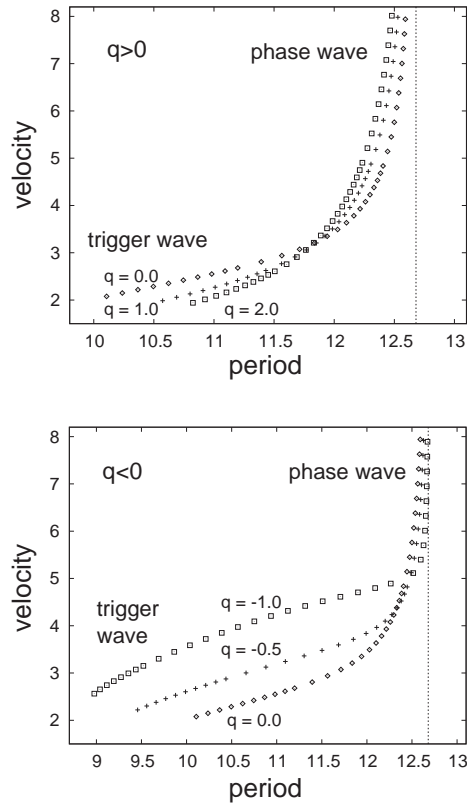 8
q>0
phase wave
7
6
velocity
5
4
trigger wave
3
q = 0.0
2
q = 1.0
q = 2.0
10
10.5
11
11.5
12
12.5
13
period
8
q<0
phase wave
7
6
velocity
5
q = -1.0
4
trigger
wave
q = -0.5
3
q = 0.0
2
9
9.5
10
10.5
11
11.5
12
12.5
13
period